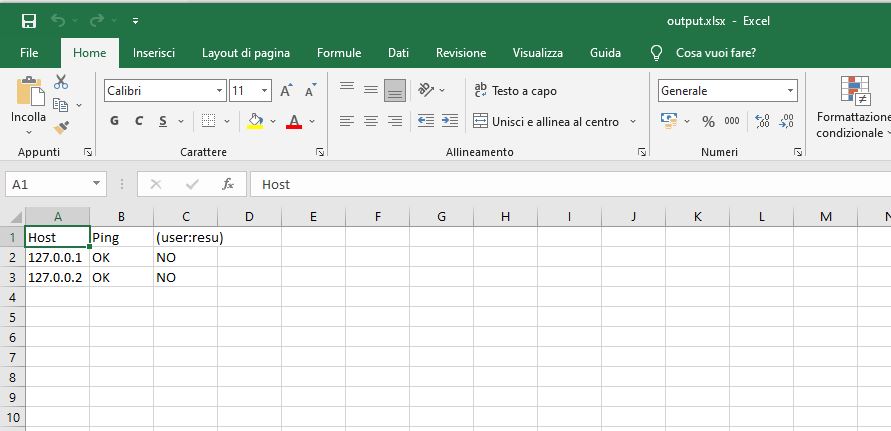 output.xlsx - Excel
File Home Inserisci Layout di pagina Formule Dati Revisione Visualizza Guida Cosa vuoi fare?
Incolla
Calibri 11 A A
G C S A
ab Testo a capo
Unisci e allinea al centro
Generale
% 000
,00
,00
Formattazione
condizionale
Appunti Carattere Allineamento Numeri
A1 fx Host
A B C D E F G H I J K L M N
1 Host Ping (user:resu)
2 127.0.0.1 OK NO
3 127.0.0.2 OK NO
4
5
6
7
8
9
10